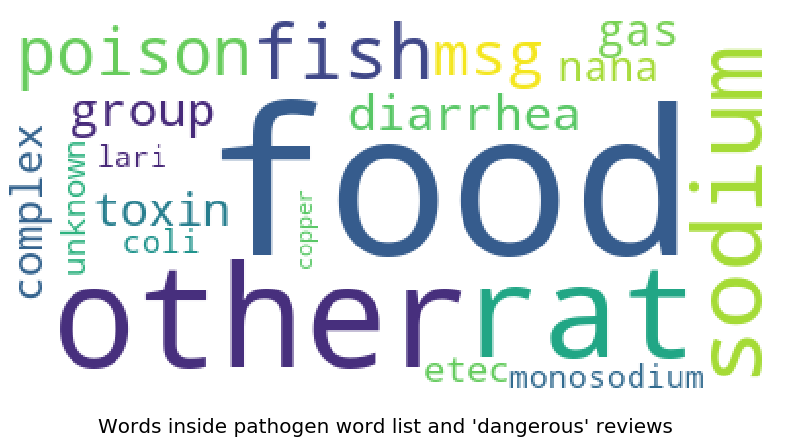 poison
fish
msg
gas
nana
sodium
group
diarrhea
food
complex
unknown
lari
toxin
coli
copper
other
rat
etec
monosodium
Words inside pathogen word list and 'dangerous' reviews